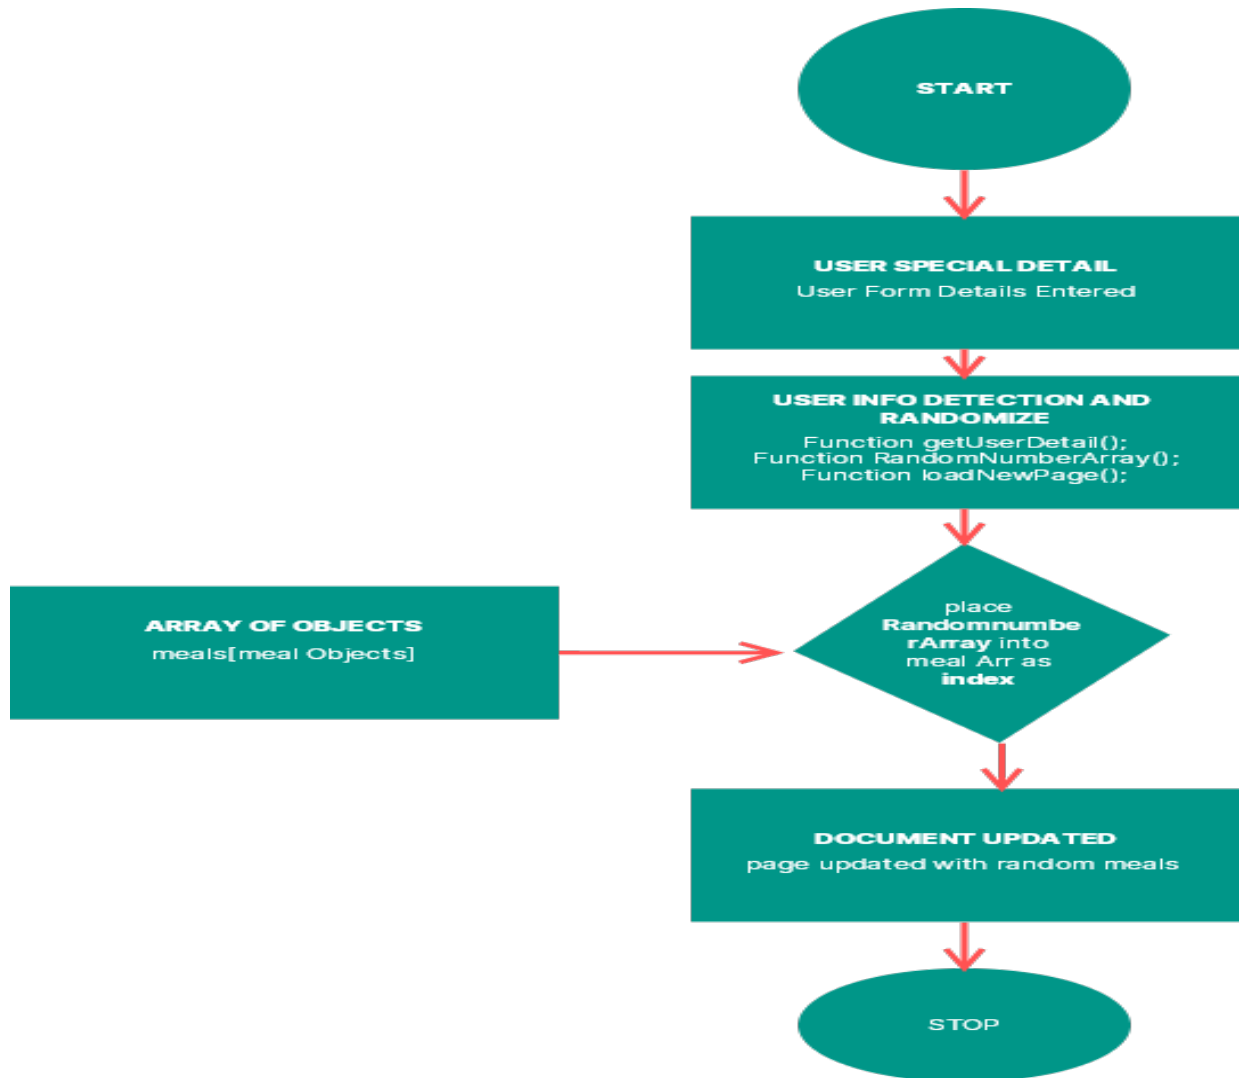 START
USER SPECIAL DETAIL
User Form Details Entered
USER INFO DETECTION AND
RANDOMIZE
Function getUserDetail();
Function RandomNumberArray();
Function loadNewPage();
ARRAY OF OBJECTS
meals[meal Objects]
place
Randomnumbe
rArray into
meal Arr as
index
DOCUMENT UPDATED
page updated with random meals
STOP